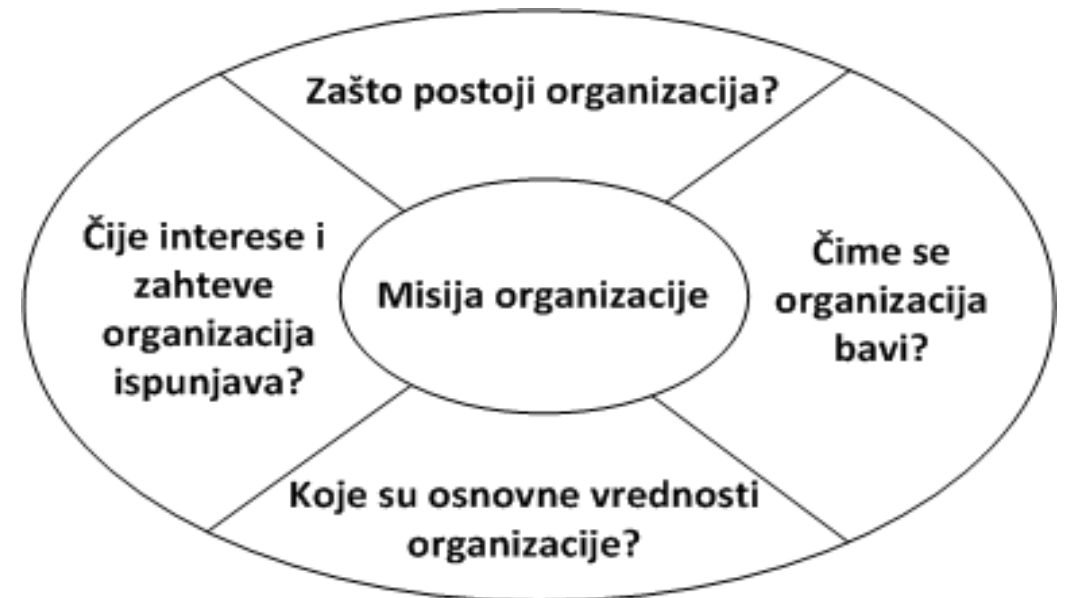 Zašto postoji organizacija?
Čije interese i
zahteve
organizacija
ispunjava?
Misija organizacije
Čime se
organizacija
bavi?
Koje su osnovne vrednosti
organizacije?